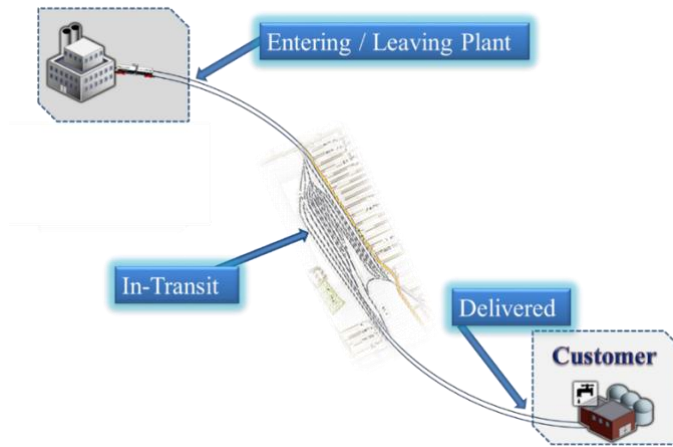 Entering / Leaving Plant
In-Transit
Delivered
Customer